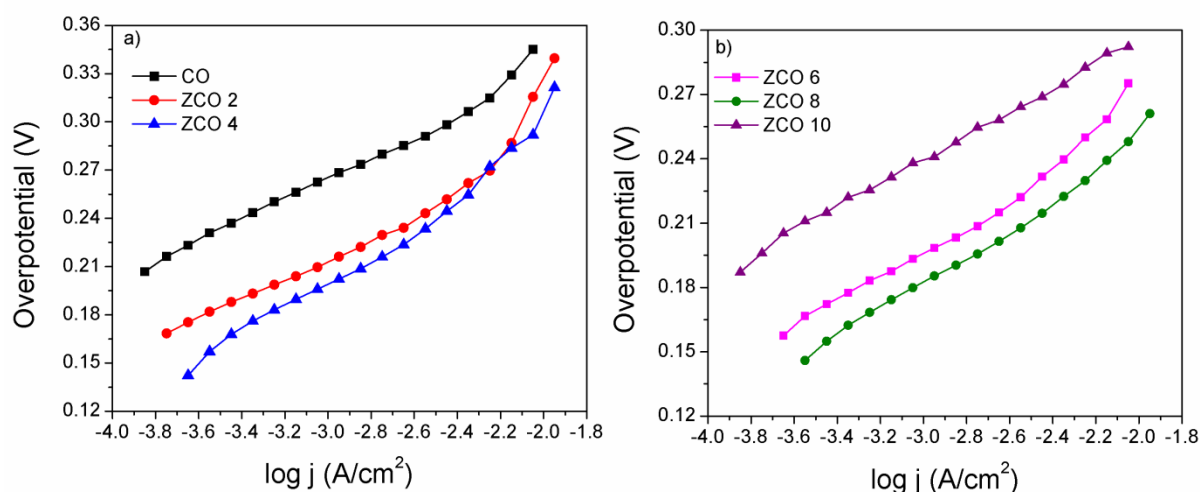 a)
CO
ZCO 2
ZCO 4
0.36
0.33
0.30
0.27
0.24
0.21
0.18
0.15
0.12
Overpotential (V)
-4.0 -3.8 -3.6 -3.4 -3.2 -3.0 -2.8 -2.6 -2.4 -2.2 -2.0 -1.8
log j (A/cm²)
b)
ZCO 6
ZCO 8
ZCO 10
0.30
0.27
0.24
0.21
0.18
0.15
0.12
Overpotential (V)
-4.0 -3.8 -3.6 -3.4 -3.2 -3.0 -2.8 -2.6 -2.4 -2.2 -2.0 -1.8
log j (A/cm²)